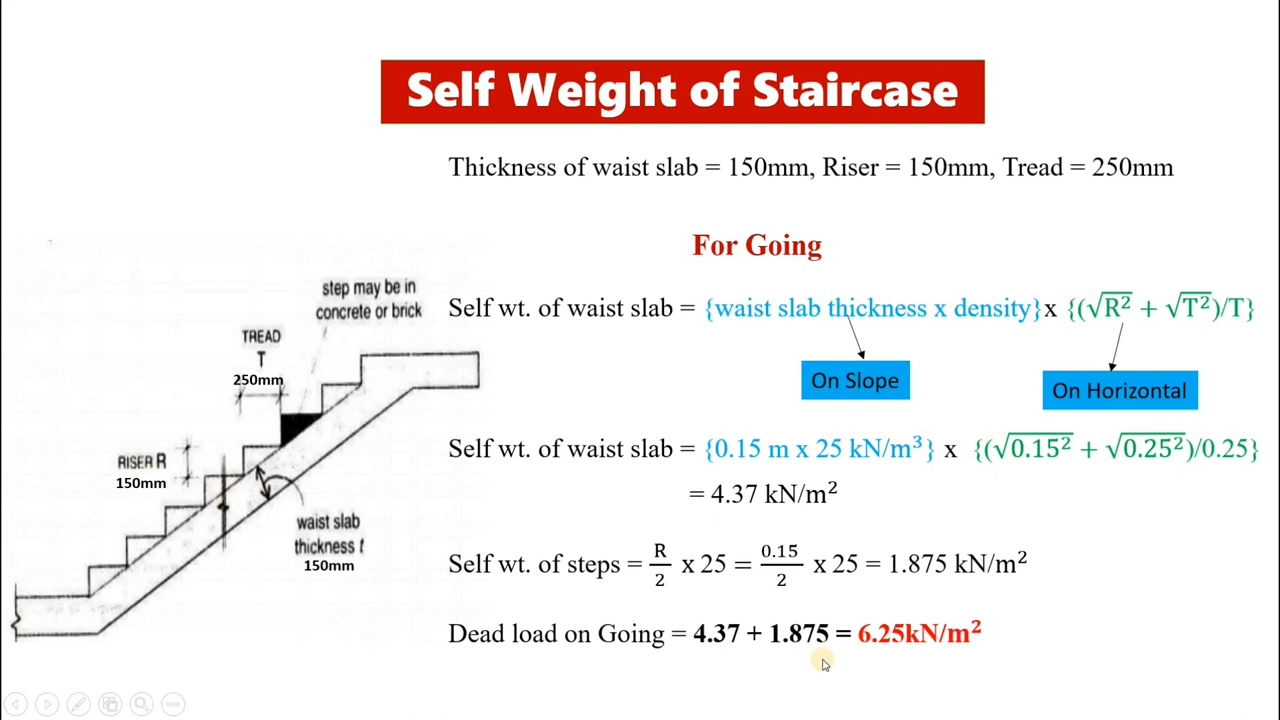 Self Weight of Staircase
Thickness of waist slab = 150mm, Riser = 150mm, Tread = 250mm
For Going
step may be in
concrete or brick
Self wt. of waist slab = {waist slab thickness x density}x {(√R² + √T²)/T}
TREAD
T
250mm
On Slope
On Horizontal
Self wt. of waist slab = {0.15 m x 25 kN/m³} x {(√0.15² + √0.25²)/0.25}
RISER R
150mm
= 4.37 kN/m²
waist slab
thickness t
150mm
Self wt. of steps = R/2 x 25 = 0.15/2 x 25 = 1.875 kN/m²
Dead load on Going = 4.37 + 1.875 = 6.25kN/m²